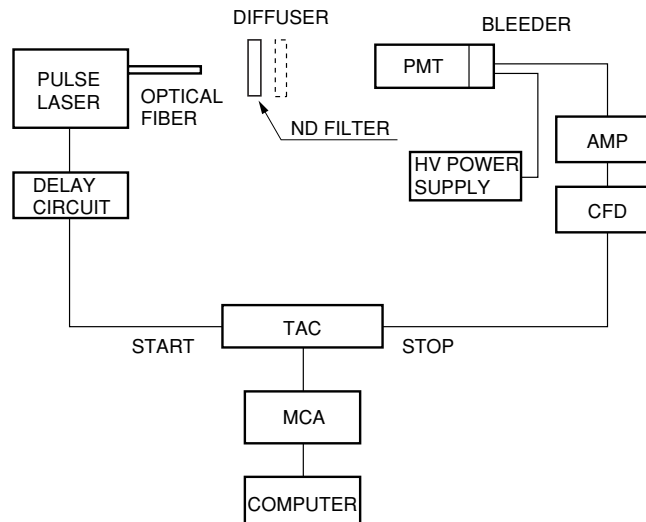 DIFFUSER
BLEEDER
PULSE
LASER
OPTICAL
FIBER
PMT
ND FILTER
AMP
HV POWER
SUPPLY
DELAY
CIRCUIT
CFD
START
TAC
STOP
MCA
COMPUTER